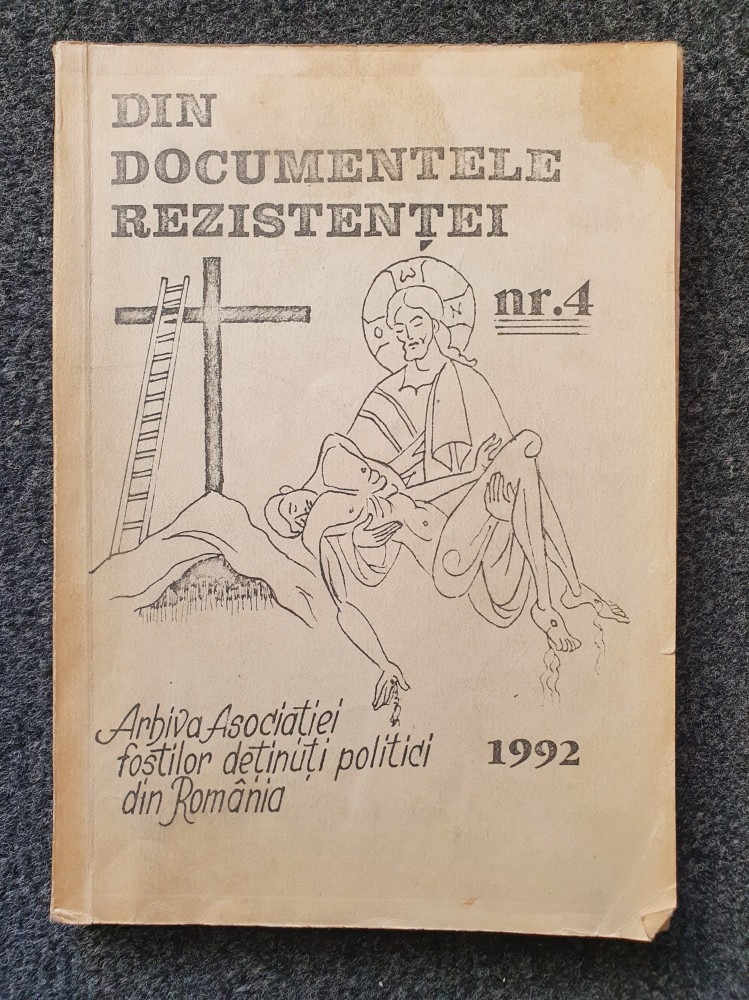 DIN
DOCUMENTELE
REZISTENȚEI
nr.4
Arhiva Asociației
foștilor deținuți politici
din România
1992